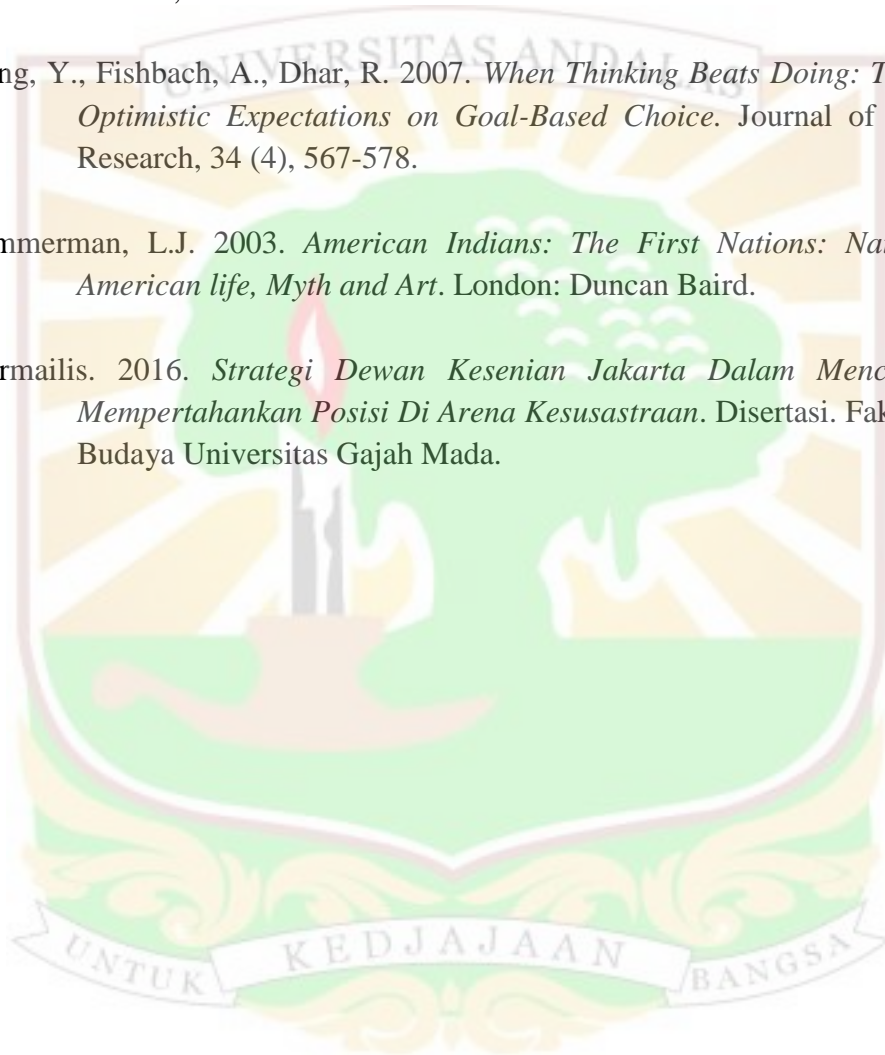 UNIVERSITAS ANDALAS
ng, Y., Fishbach, A., Dhar, R. 2007. When Thinking Beats Doing: T
Optimistic Expectations on Goal-Based Choice. Journal of
Research, 34 (4), 567-578.
mmerman, L.J. 2003. American Indians: The First Nations: Na
American life, Myth and Art. London: Duncan Baird.
rmailis. 2016. Strategi Dewan Kesenian Jakarta Dalam Menc
Mempertahankan Posisi Di Arena Kesusastraan. Disertasi. Fak
Budaya Universitas Gajah Mada.
UNTUK KEDJAJAAN BANGSA